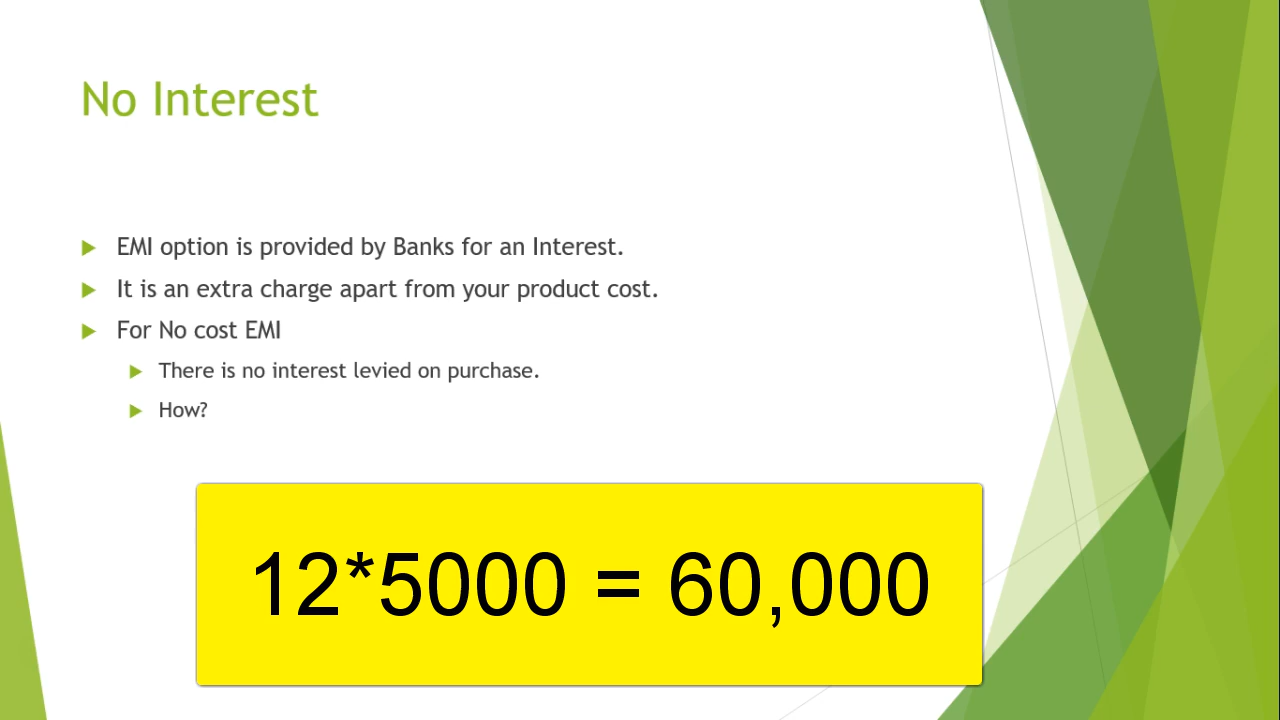 No Interest
EMI option is provided by Banks for an Interest.
It is an extra charge apart from your product cost.
For No cost EMI
There is no interest levied on purchase.
How?
12*5000 = 60,000